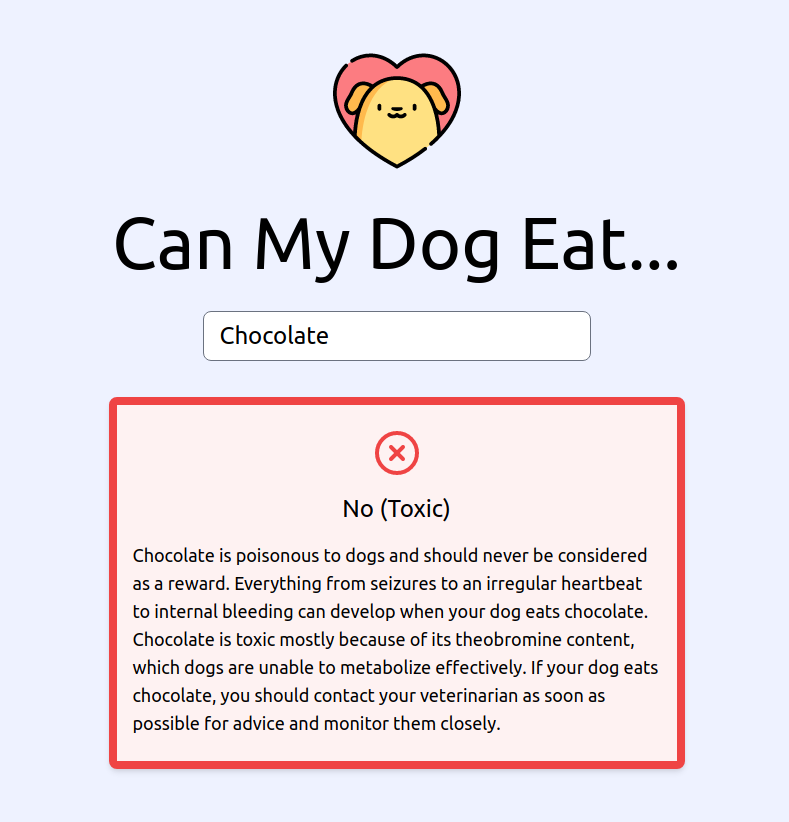 Can My Dog Eat...
Chocolate
No (Toxic)
Chocolate is poisonous to dogs and should never be considered
as a reward. Everything from seizures to an irregular heartbeat
to internal bleeding can develop when your dog eats chocolate.
Chocolate is toxic mostly because of its theobromine content,
which dogs are unable to metabolize effectively. If your dog eats
chocolate, you should contact your veterinarian as soon as
possible for advice and monitor them closely.